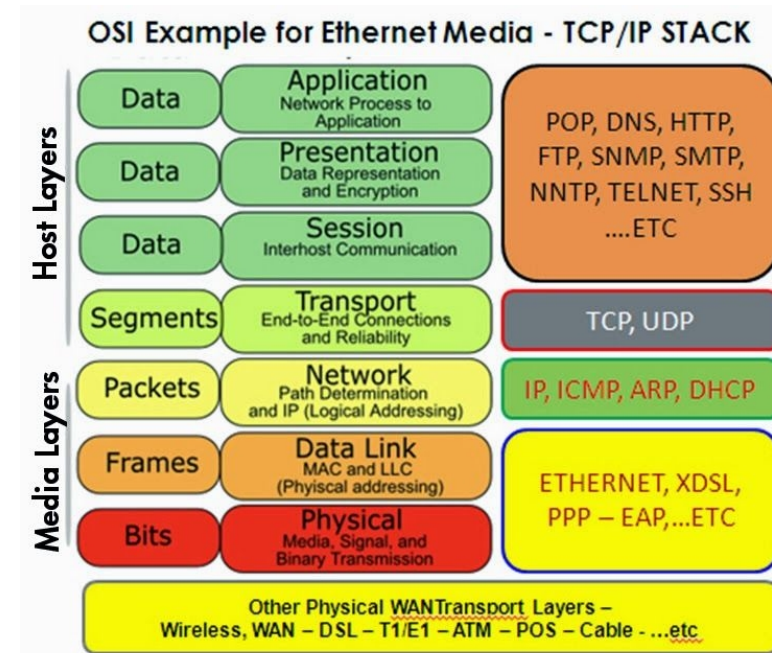 OSI Example for Ethernet Media - TCP/IP STACK
Host Layers
Data
Application
Network Process to
Application
Data
Presentation
Data Representation
and Encryption
Data
Session
Interhost Communication
POP, DNS, HTTP,
FTP, SNMP, SMTP,
NNTP, TELNET, SSH
....ETC
Segments
Transport
End-to-End Connections
and Reliability
TCP, UDP
Media Layers
Packets
Network
Path Determination
and IP (Logical Addressing)
IP, ICMP, ARP, DHCP
Frames
Data Link
MAC and LLC
(Phyiscal addressing)
Bits
Physical
Media, Signal, and
Binary Transmission
ETHERNET, XDSL,
PPP – EAP,...ETC
Other Physical WANTransport Layers –
Wireless, WAN – DSL – T1/E1 – ATM – POS – Cable - ...etc